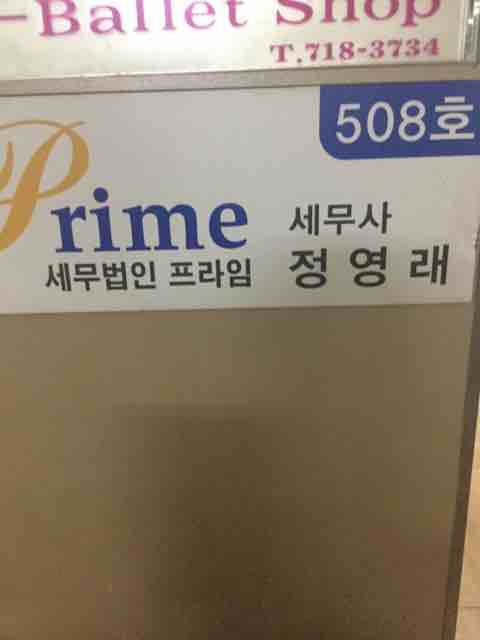 -Ballet Shop
T.718-3734
508호
Prime
세무사
세무법인 프라임
정영래